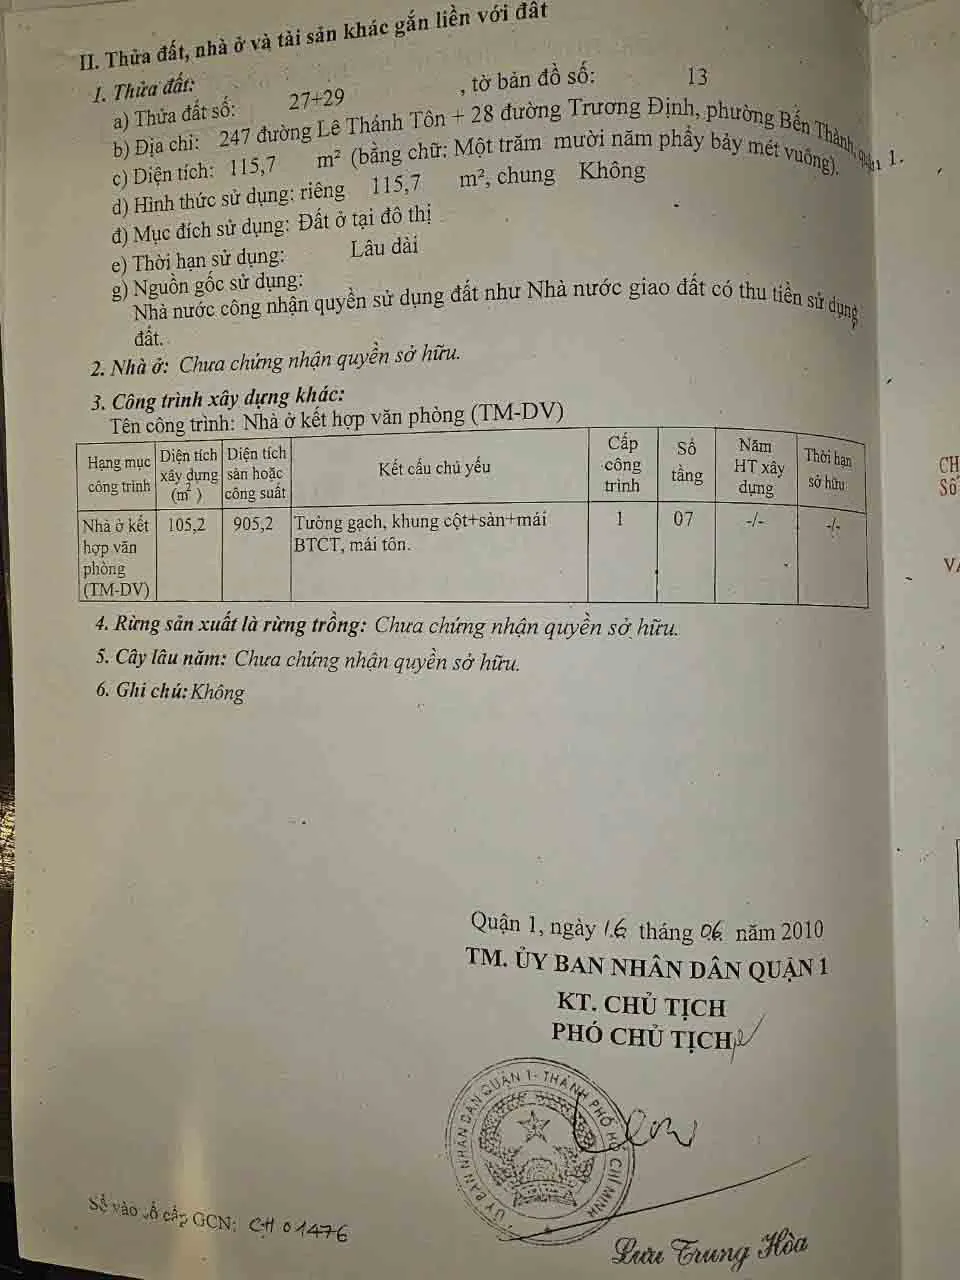 II. Thửa đất, nhà ở và tài sản khác gắn liền với đất
1. Thửa đất:
a) Thửa đất số: 27+29 , tờ bản đồ số: 13
b) Địa chỉ: 247 đường Lê Thánh Tôn + 28 đường Trương Định, phường Bến Thành, quận 1.
c) Diện tích: 115,7 m² (bằng chữ: Một trăm mười năm phẩy bảy mét vuông).
d) Hình thức sử dụng: riêng 115,7 m², chung Không
đ) Mục đích sử dụng: Đất ở tại đô thị
e) Thời hạn sử dụng: Lâu dài
g) Nguồn gốc sử dụng:
Nhà nước công nhận quyền sử dụng đất như Nhà nước giao đất có thu tiền sử dụng
đất.
2. Nhà ở: Chưa chứng nhận quyền sở hữu.
3. Công trình xây dựng khác:
Tên công trình: Nhà ở kết hợp văn phòng (TM-DV)
Hạng mục công trình Diện tích xây dựng (m²) Diện tích sàn hoặc công suất Kết cấu chủ yếu Cấp công trình Số tầng Năm HT xây dựng Thời hạn sở hữu
Nhà ở kết hợp văn phòng (TM-DV) 105,2 905,2 Tường gạch, khung cột+sàn+mái BTCT, mái tôn. 1 07 -/- -/-
4. Rừng sản xuất là rừng trồng: Chưa chứng nhận quyền sở hữu.
5. Cây lâu năm: Chưa chứng nhận quyền sở hữu.
6. Ghi chú: Không
Quận 1, ngày 16 tháng 06 năm 2010
TM. ỦY BAN NHÂN DÂN QUẬN 1
KT. CHỦ TỊCH
PHÓ CHỦ TỊCH
ỦY BAN NHÂN DÂN QUẬN 1 - THÀNH PHỐ HỒ CHÍ MINH
Lưu Trung Hòa
Số vào sổ cấp GCN: CH 01476
CH
Số